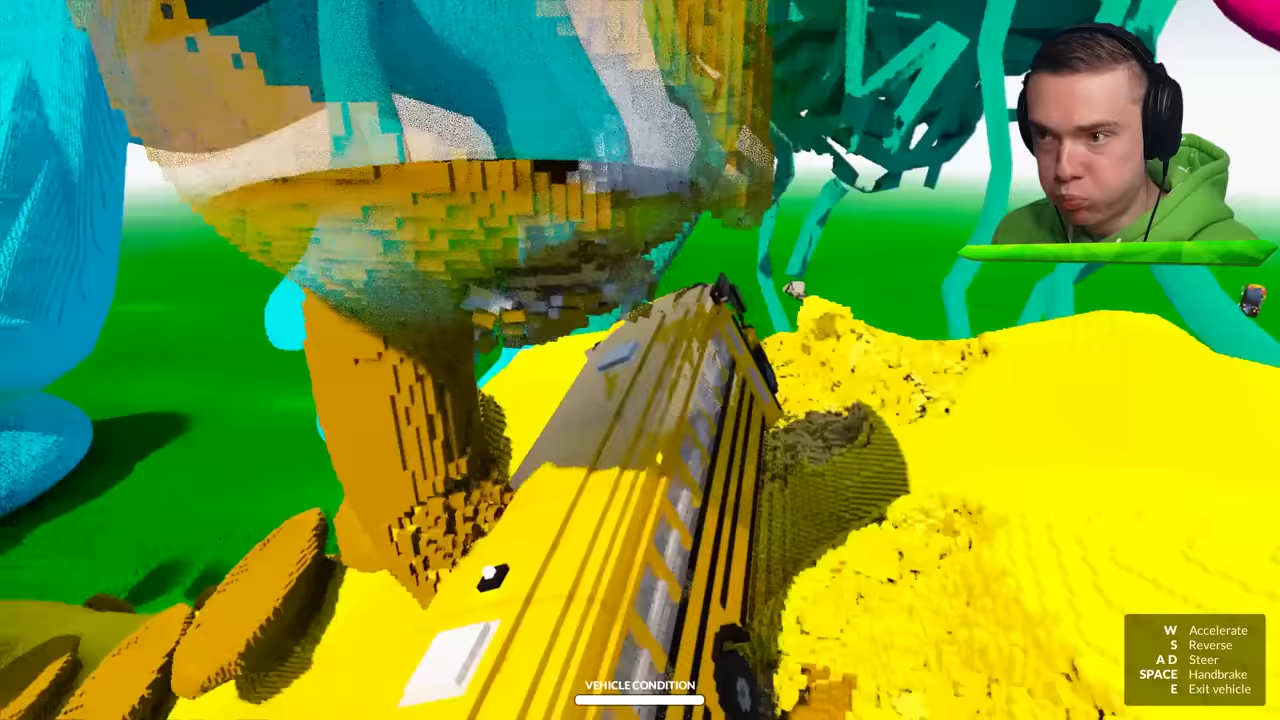 W Accelerate
S Reverse
A D Steer
SPACE Handbrake
E Exit vehicle
VEHICLE CONDITION